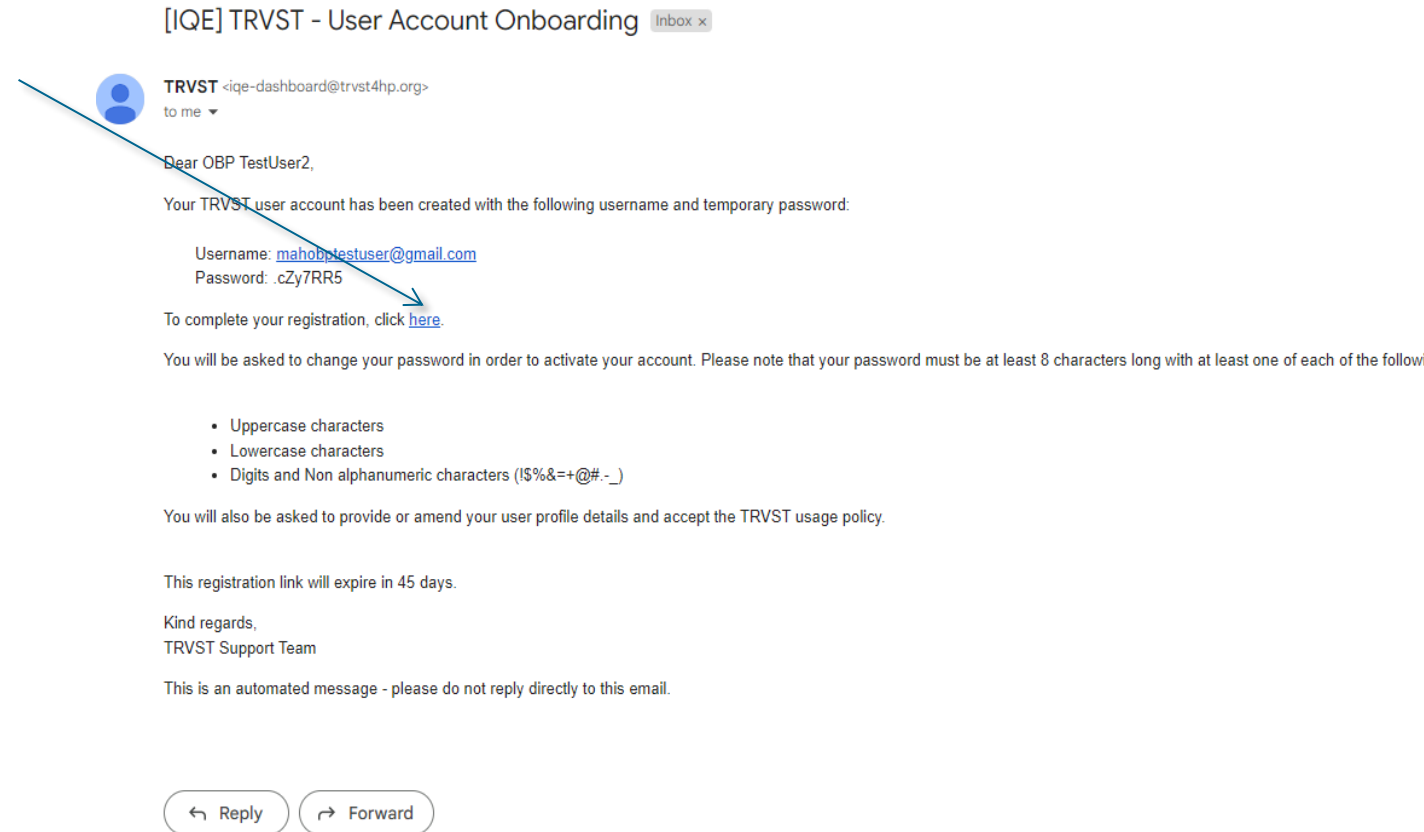 [IQE] TRVST - User Account Onboarding Inbox x
TRVST <iqe-dashboard@trvst4hp.org>
to me
Dear OBP TestUser2,
Your TRVST user account has been created with the following username and temporary password:
Username: mahobptestuser@gmail.com
Password: .cZy7RR5
To complete your registration, click here.
You will be asked to change your password in order to activate your account. Please note that your password must be at least 8 characters long with at least one of each of the followi
• Uppercase characters
• Lowercase characters
• Digits and Non alphanumeric characters (!$%&=+@#.-_)
You will also be asked to provide or amend your user profile details and accept the TRVST usage policy.
This registration link will expire in 45 days.
Kind regards,
TRVST Support Team
This is an automated message - please do not reply directly to this email.
Reply Forward